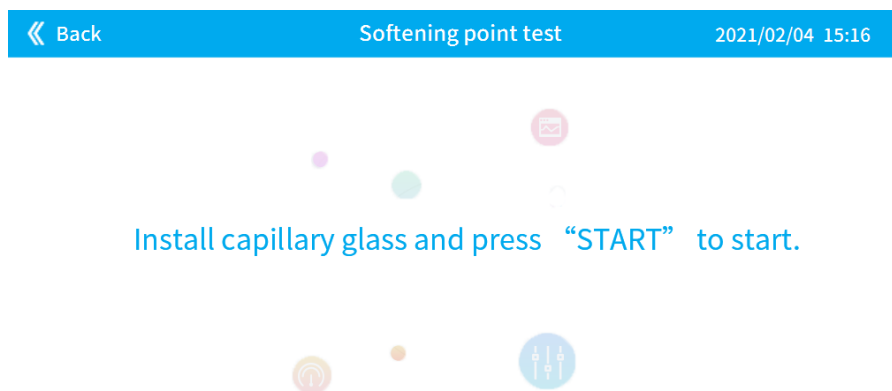 Back Softening point test 2021/02/04 15:16
Install capillary glass and press “START” to start.